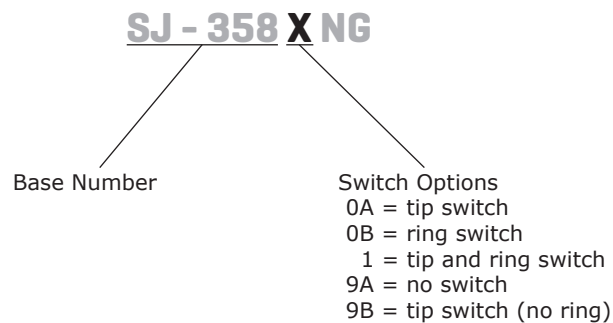 SJ - 358 X NG
Base Number
Switch Options
0A = tip switch
0B = ring switch
1 = tip and ring switch
9A = no switch
9B = tip switch (no ring)